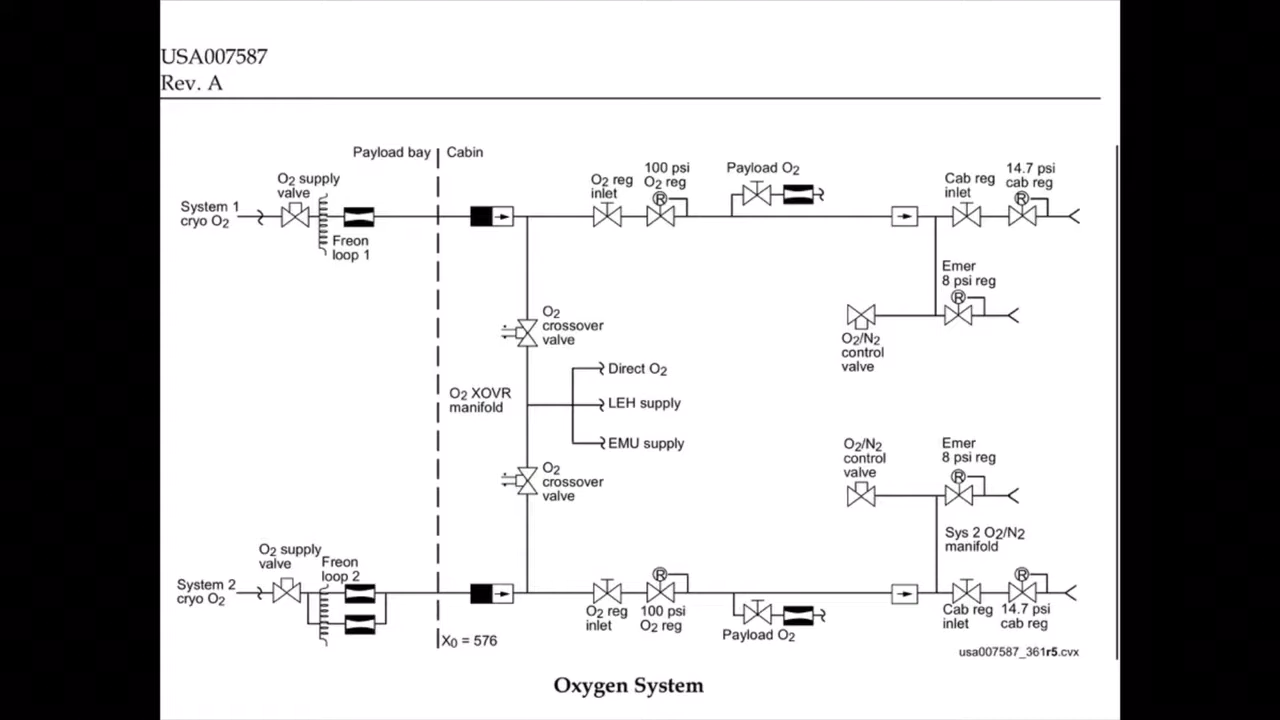 USA007587
Rev. A
Payload bay
Cabin
O2 supply
valve
System 1
cryo O2
Freon
loop 1
O2 reg
inlet
100 psi
O2 reg
R
Payload O2
Cab reg
inlet
14.7 psi
cab reg
R
Emer
8 psi reg
R
O2/N2
control
valve
O2
crossover
valve
O2 XOVR
manifold
Direct O2
LEH supply
EMU supply
O2
crossover
valve
O2/N2
control
valve
Emer
8 psi reg
R
Sys 2 O2/N2
manifold
O2 supply
valve
Freon
loop 2
System 2
cryo O2
R
O2 reg
inlet
100 psi
O2 reg
Payload O2
R
Cab reg
inlet
14.7 psi
cab reg
X0 = 576
usa007587_361r5.cvx
Oxygen System